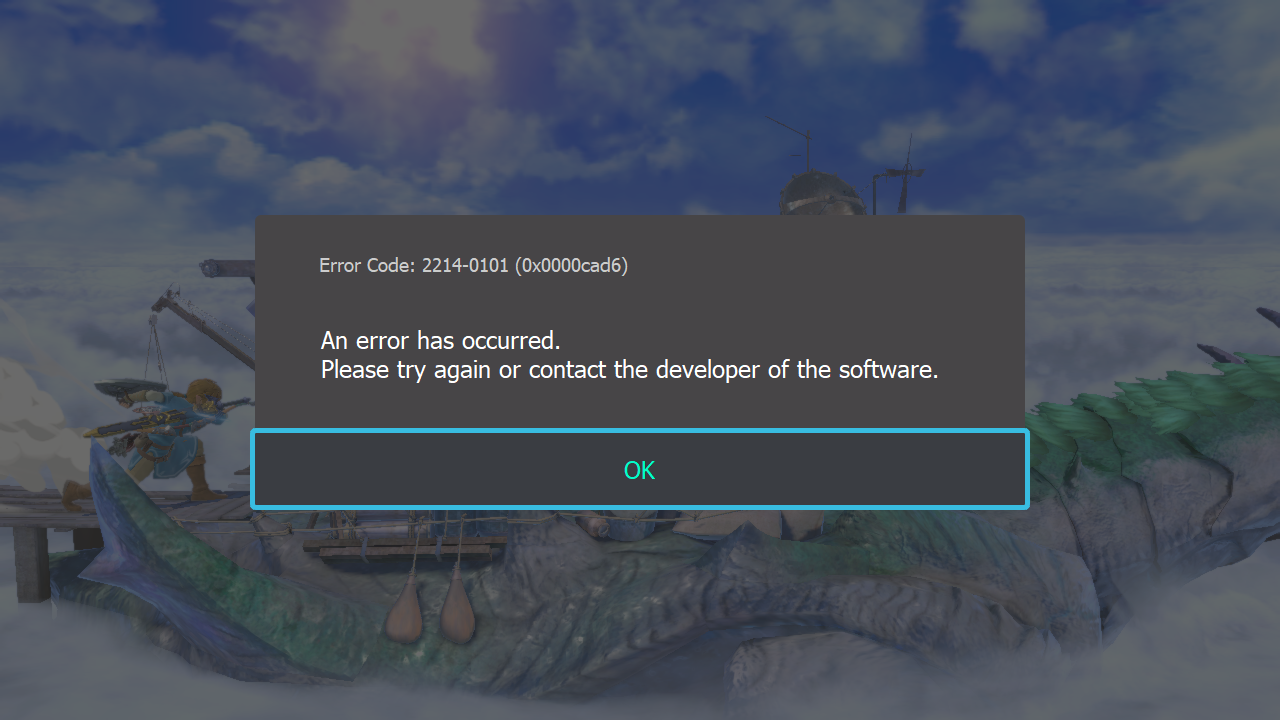 Error Code: 2214-0101 (0x0000cad6)
An error has occurred.
Please try again or contact the developer of the software.
OK